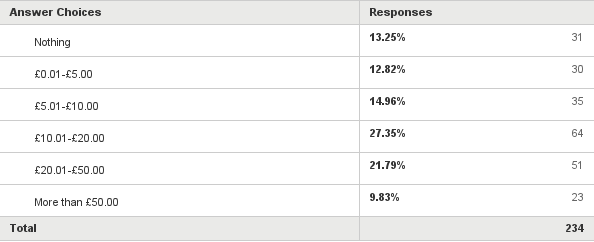 Answer Choices Responses
Nothing 13.25% 31
£0.01-£5.00 12.82% 30
£5.01-£10.00 14.96% 35
£10.01-£20.00 27.35% 64
£20.01-£50.00 21.79% 51
More than £50.00 9.83% 23
Total 234